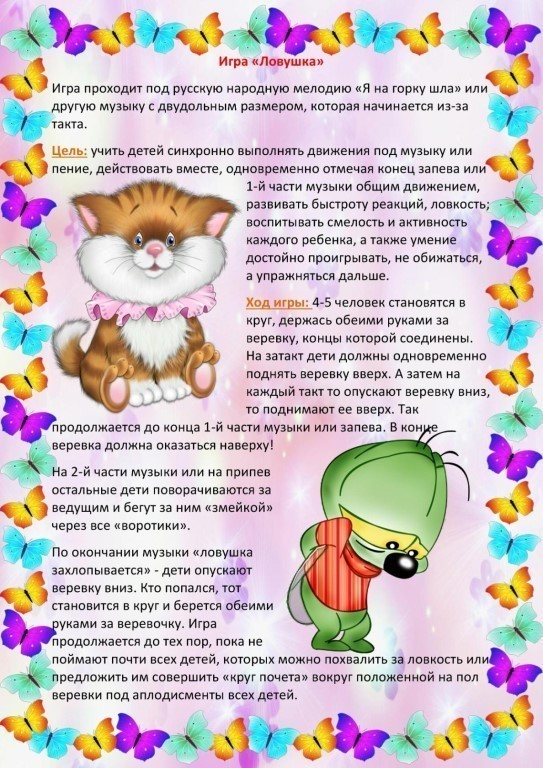 Игра «Ловушка»
Игра проходит под русскую народную мелодию «Я на горку шла» или
другую музыку с двудольным размером, которая начинается из-за
такта.
Цель: учить детей синхронно выполнять движения под музыку или
пение, действовать вместе, одновременно отмечая конец запева или
1-й части музыки общим движением,
развивать быстроту реакций, ловкость;
воспитывать смелость и активность
каждого ребенка, а также умение
достойно проигрывать, не обижаться,
а упражняться дальше.
Ход игры: 4-5 человек становятся в
круг, держась обеими руками за
веревку, концы которой соединены.
На затакт дети должны одновременно
поднять веревку вверх. А затем на
каждый такт то опускают веревку вниз,
то поднимают ее вверх. Так
продолжается до конца 1-й части музыки или запева. В конце
веревка должна оказаться наверху!
На 2-й части музыки или на припев
остальные дети поворачиваются за
ведущим и бегут за ним «змейкой»
через все «воротики».
По окончании музыки «ловушка
захлопывается» - дети опускают
веревку вниз. Кто попался, тот
становится в круг и берется обеими
руками за веревочку. Игра
продолжается до тех пор, пока не
поймают почти всех детей, которых можно похвалить за ловкость или
предложить им совершить «круг почета» вокруг положенной на пол
веревки под аплодисменты всех детей.